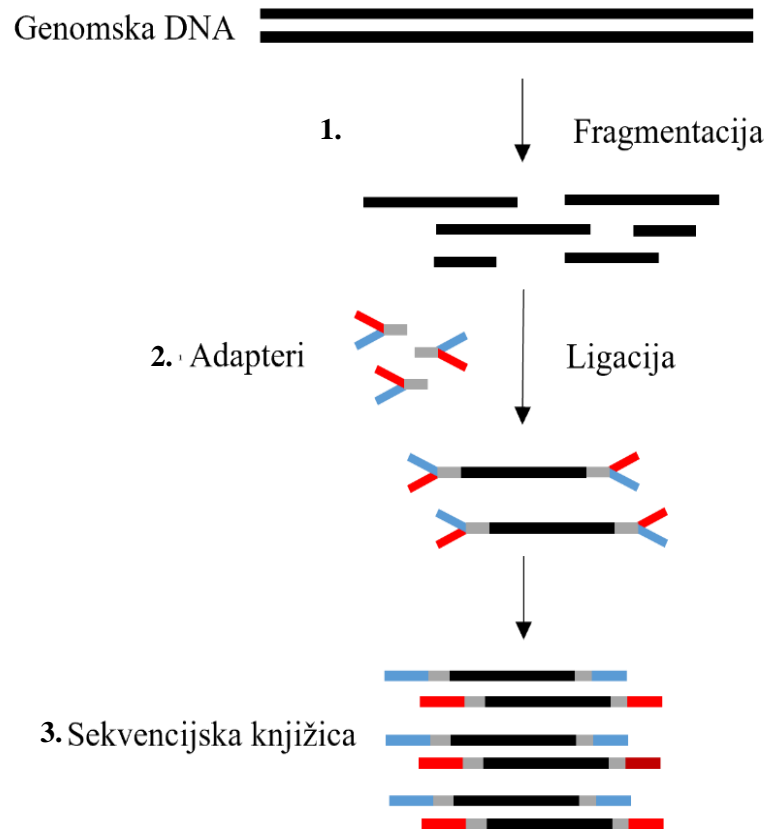 Genomska DNA
1.
Fragmentacija
2. Adapteri
Ligacija
3. Sekvencijska knjižica